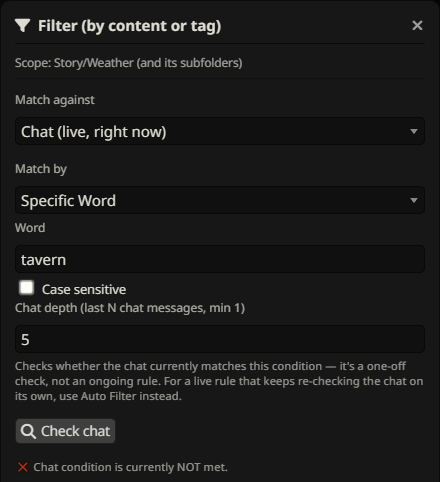 Filter (by content or tag)
Scope: Story/Weather (and its subfolders)
Match against
Chat (live, right now)
Match by
Specific Word
Word
tavern
Case sensitive
Chat depth (last N chat messages, min 1)
5
Checks whether the chat currently matches this condition — it's a one-off
check, not an ongoing rule. For a live rule that keeps re-checking the chat on
its own, use Auto Filter instead.
Check chat
Chat condition is currently NOT met.